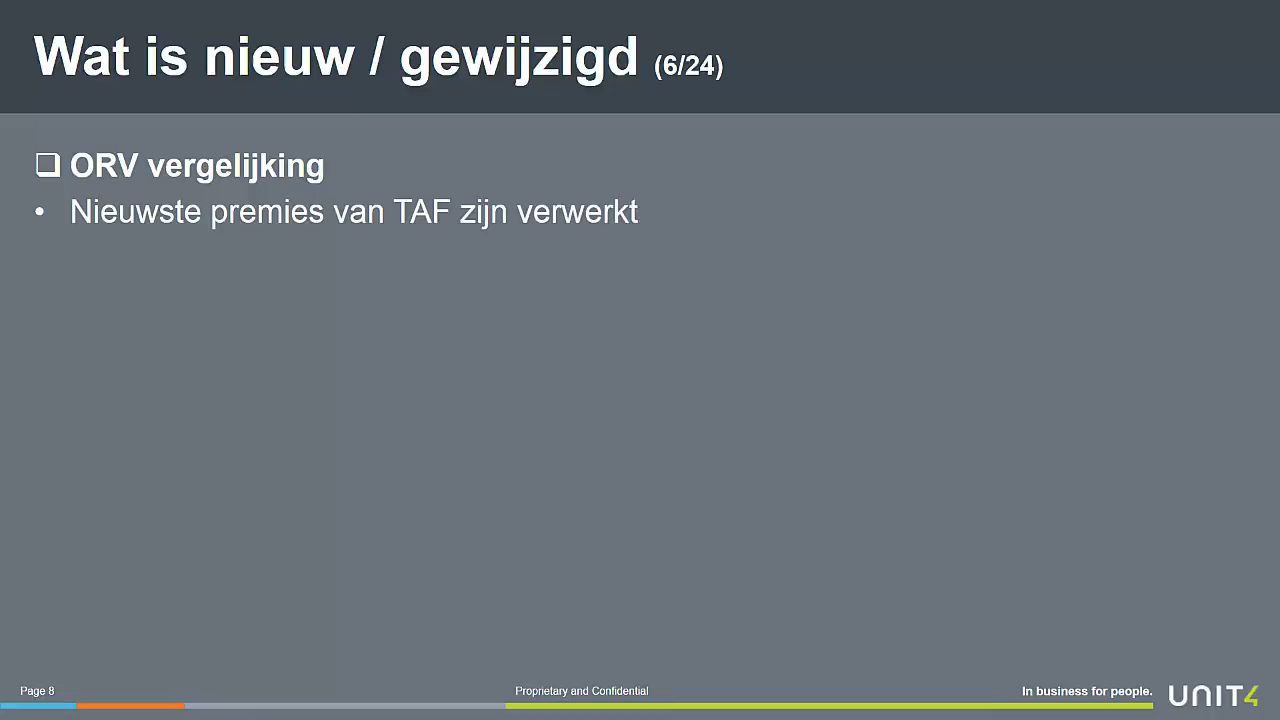 Wat is nieuw / gewijzigd (6/24)
❑ ORV vergelijking
• Nieuwste premies van TAF zijn verwerkt
Page 8
Proprietary and Confidential
In business for people.
UNIT4